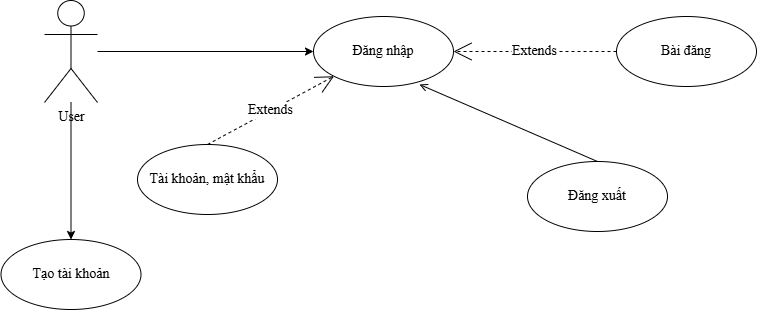 Đăng nhập
Extends
Bài đăng
Extends
User
Tài khoản, mật khẩu
Đăng xuất
Tạo tài khoản